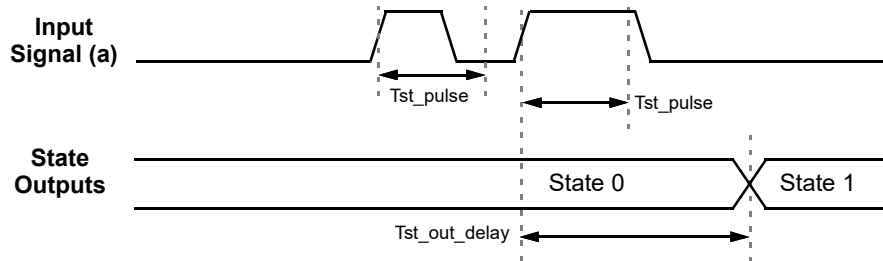 Input
Signal (a)
Tst_pulse
Tst_pulse
State
Outputs
State 0
State 1
Tst_out_delay